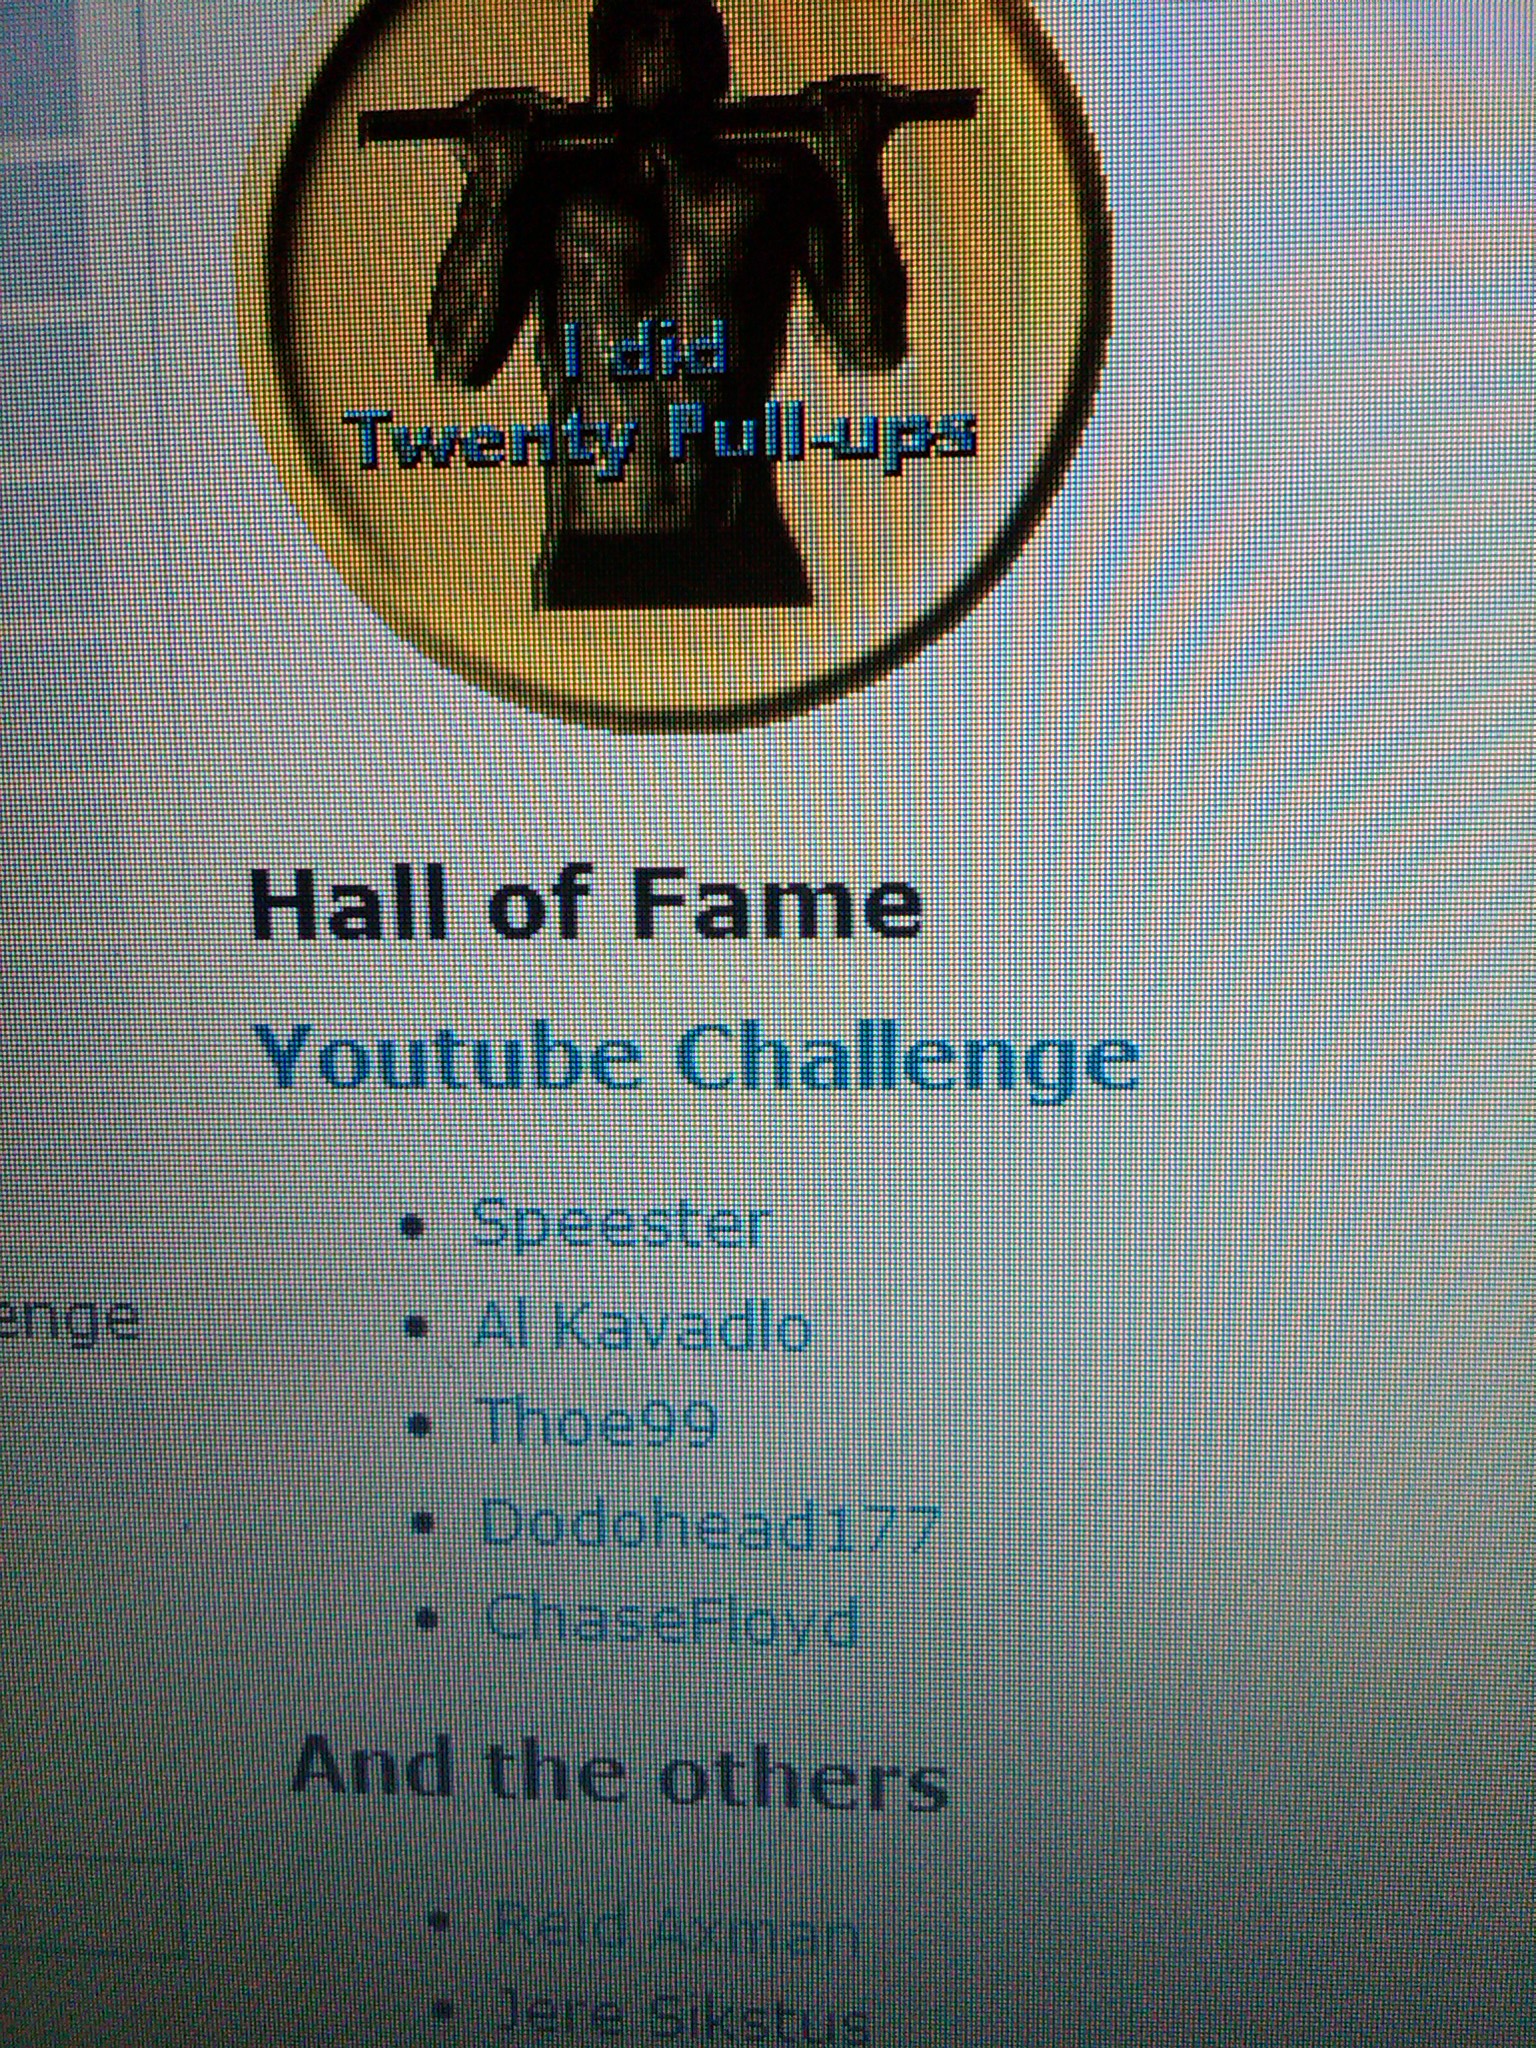 I did
Twenty Pull-ups
Hall of Fame
Youtube Challenge
Speester
Al Kavadlo
enge
Thoe99
Dodohead177
ChaseFloyd
And the others
Reid Axman
Jere Sikstus